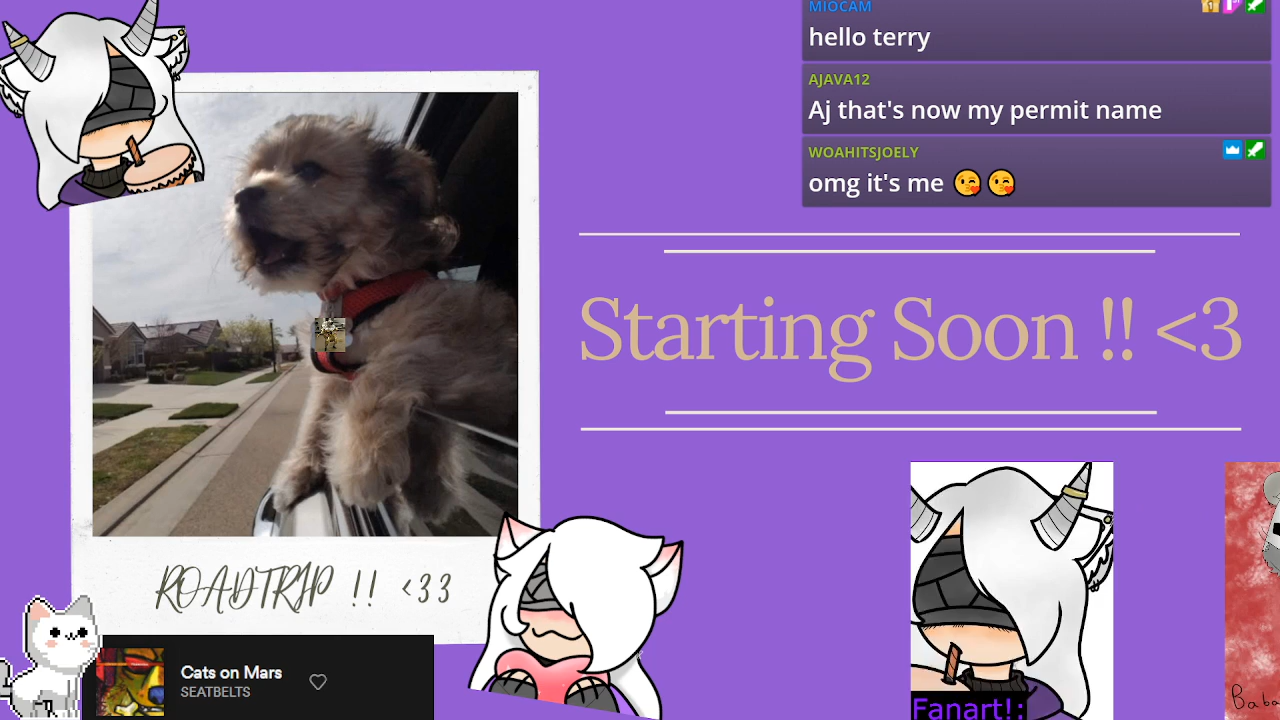 MIOCAM
hello terry
AJAVA12
Aj that's now my permit name
WOAHITSJOELY
omg it's me 😘 😘
Starting Soon !! <3
ROADTRIP !! <33
Cats on Mars
SEATBELTS
Fanart!: